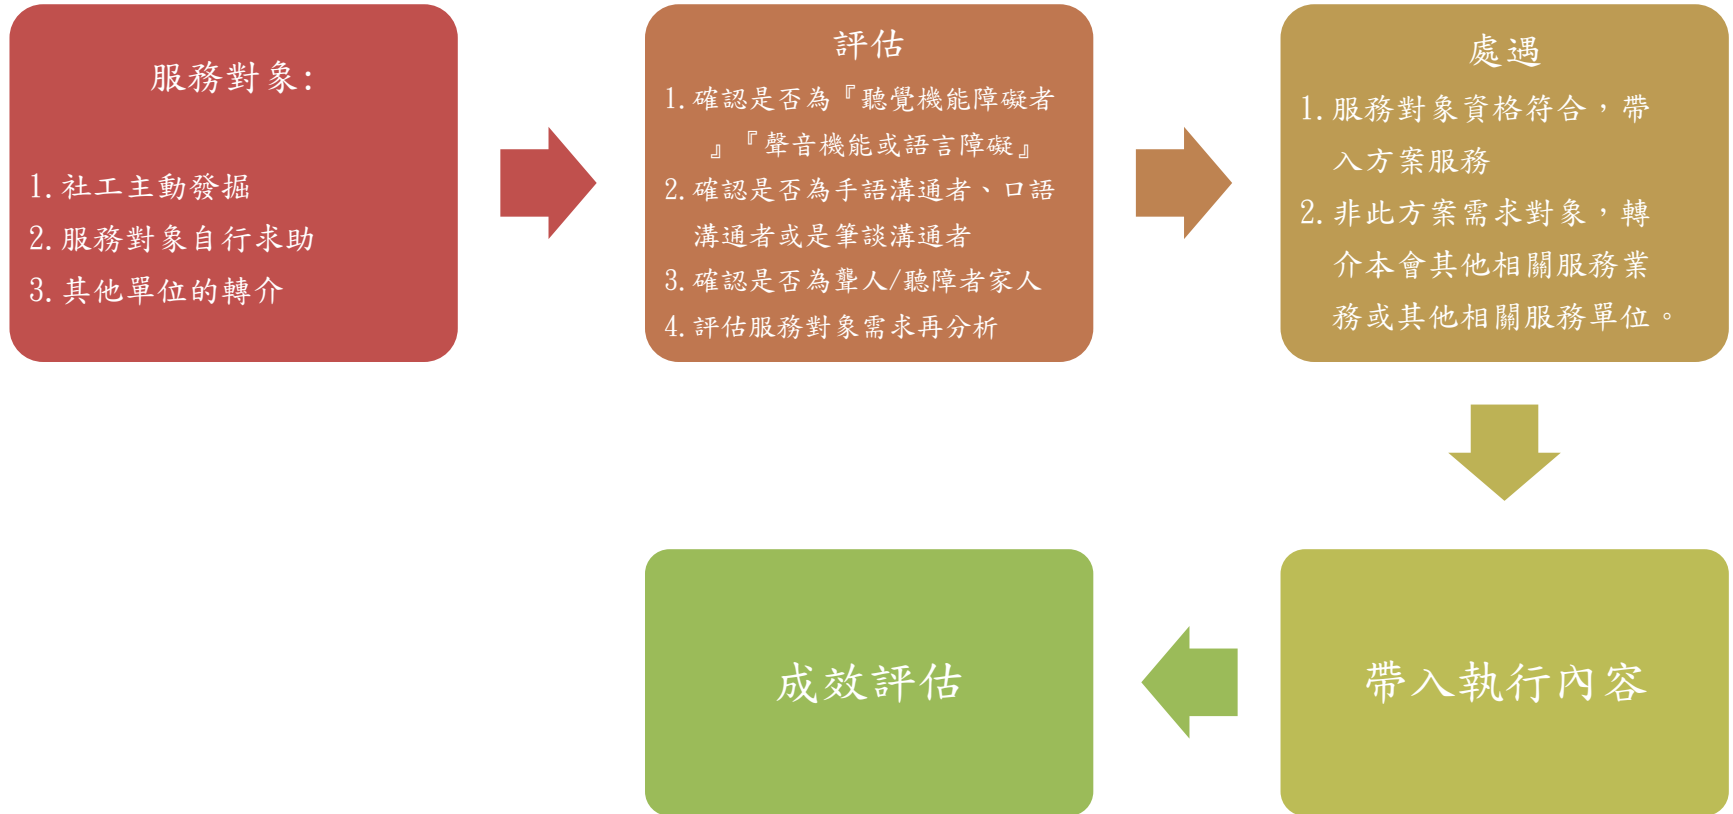 服務對象:
1.社工主動發掘
2.服務對象自行求助
3.其他單位的轉介
評估
1.確認是否為『聽覺機能障礙者
』『聲音機能或語言障礙』
2.確認是否為手語溝通者、口語
溝通者或是筆談溝通者
3.確認是否為聾人/聽障者家人
4.評估服務對象需求再分析
處遇
1.服務對象資格符合，帶
入方案服務
2.非此方案需求對象，轉
介本會其他相關服務業
務或其他相關服務單位。
帶入執行內容
成效評估